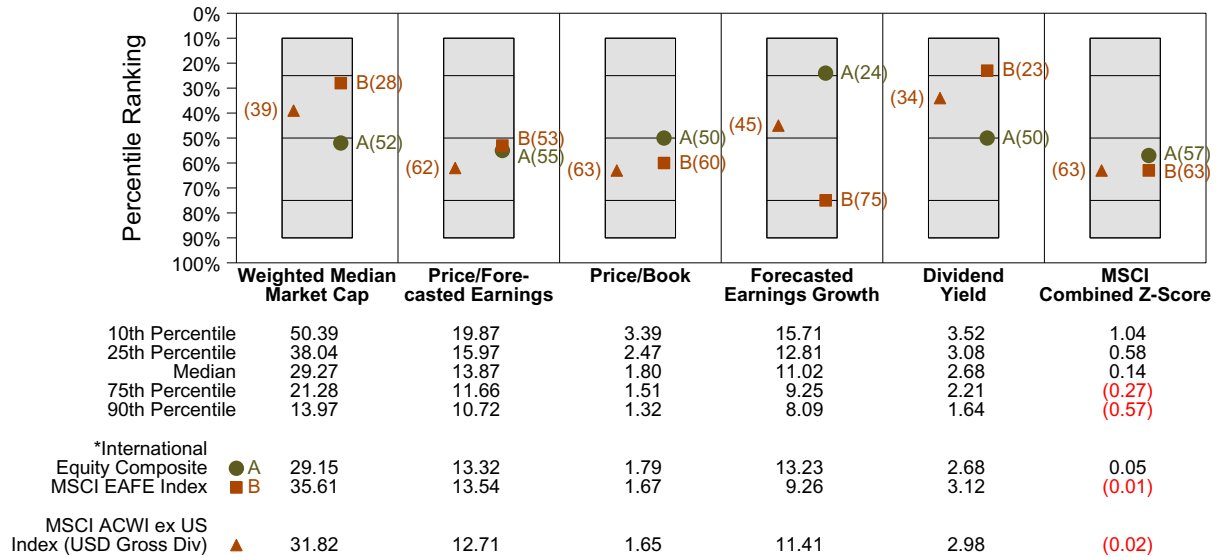 Percentile Ranking
0%
10%
20%
30%
40%
50%
60%
70%
80%
90%
100%
(39)
B(28)
A(52)
(62)
B(53)
A(55)
(63)
A(50)
B(60)
(45)
A(24)
B(75)
(34)
B(23)
A(50)
(63)
A(57)
B(63)
Weighted Median
Market Cap
Price/Fore-
casted Earnings
Price/Book
Forecasted
Earnings Growth
Dividend
Yield
MSCI
Combined Z-Score
10th Percentile 50.39 19.87 3.39 15.71 3.52 1.04
25th Percentile 38.04 15.97 2.47 12.81 3.08 0.58
Median 29.27 13.87 1.80 11.02 2.68 0.14
75th Percentile 21.28 11.66 1.51 9.25 2.21 (0.27)
90th Percentile 13.97 10.72 1.32 8.09 1.64 (0.57)
*International
Equity Composite A 29.15 13.32 1.79 13.23 2.68 0.05
MSCI EAFE Index B 35.61 13.54 1.67 9.26 3.12 (0.01)
MSCI ACWI ex US
Index (USD Gross Div) 31.82 12.71 1.65 11.41 2.98 (0.02)